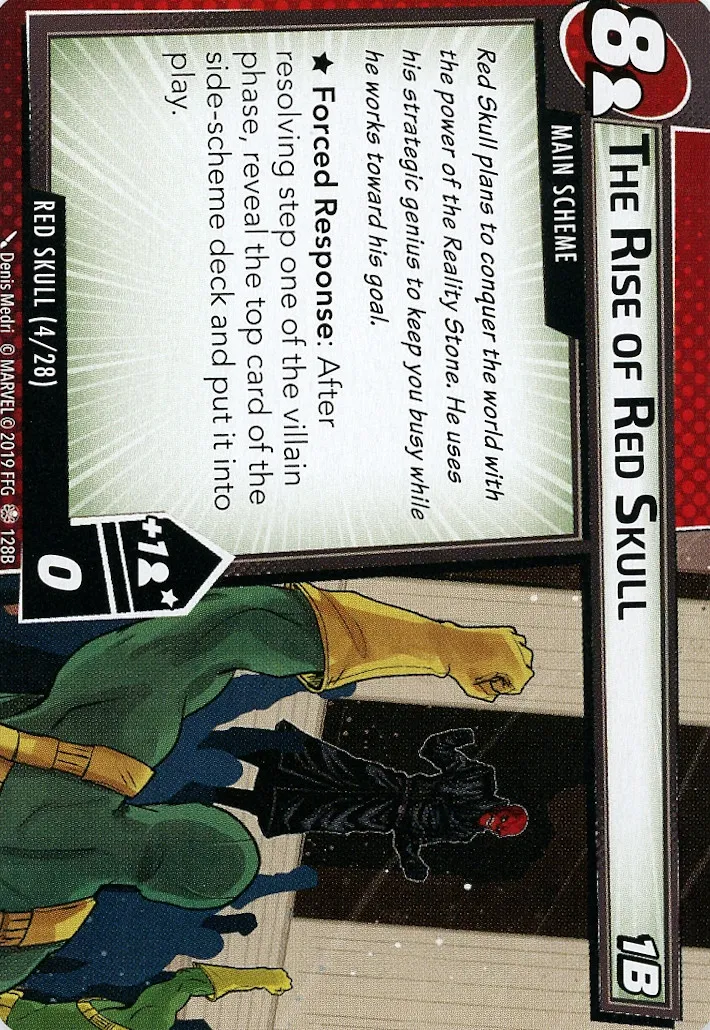 8
THE RISE OF RED SKULL
1B
MAIN SCHEME
Red Skull plans to conquer the world with
the power of the Reality Stone. He uses
his strategic genius to keep you busy while
he works toward his goal.
★ Forced Response: After
resolving step one of the villain
phase, reveal the top card of the
side-scheme deck and put it into
play.
+1 ★
0
RED SKULL (4/28)
Denis Medri © MARVEL © 2019 FFG 128B